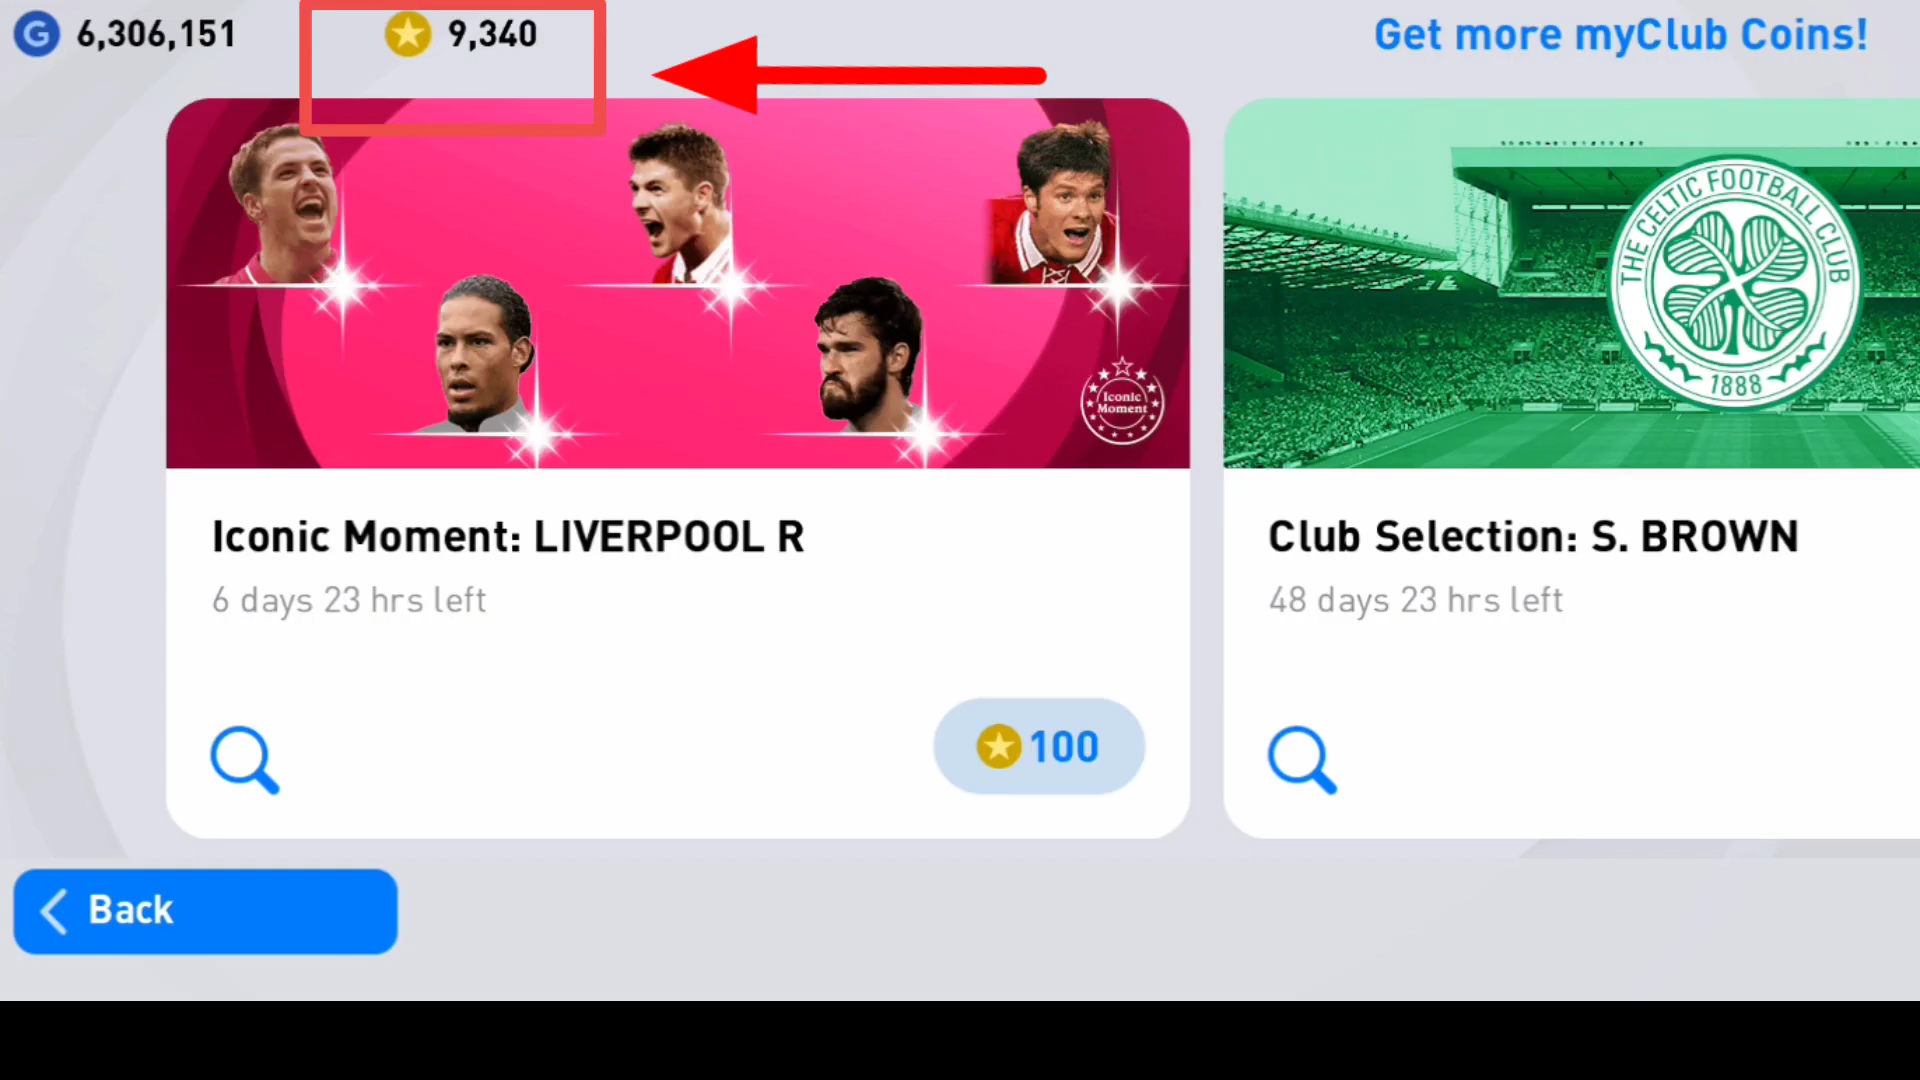 G 6,306,151
9,340
Get more myClub Coins!
Iconic
Moment
THE CELTIC FOOTBALL CLUB
1888
Iconic Moment: LIVERPOOL R
6 days 23 hrs left
100
Club Selection: S. BROWN
48 days 23 hrs left
Back